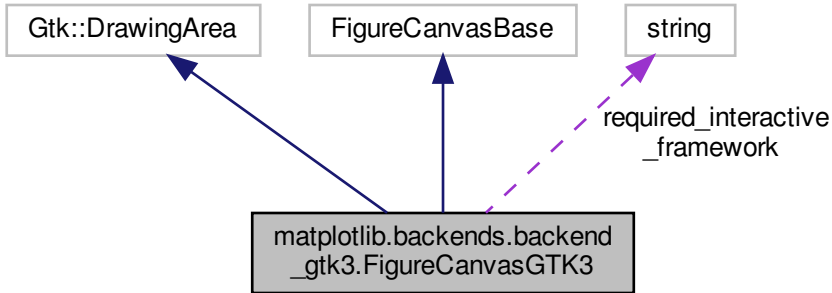 Gtk::DrawingArea
FigureCanvasBase
string
required_interactive
_framework
matplotlib.backends.backend
_gtk3.FigureCanvasGTK3